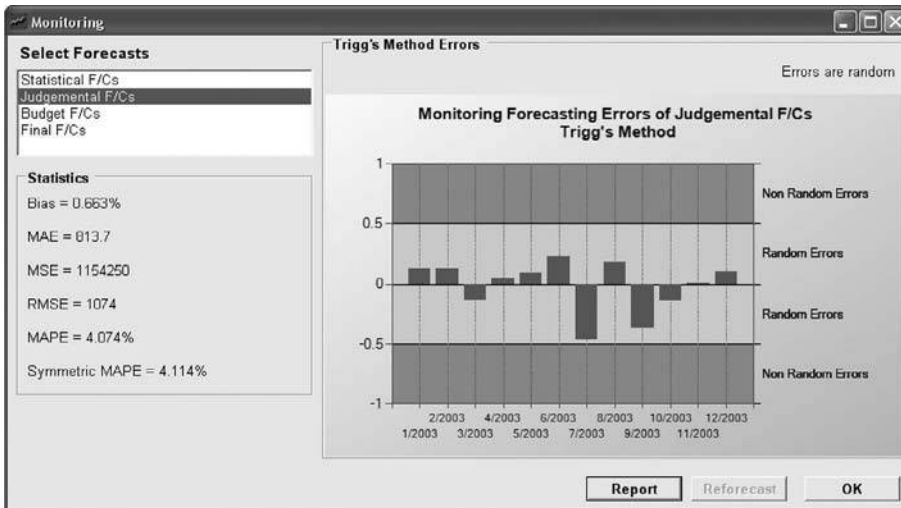 Monitoring
Select Forecasts
Statistical F/Cs
Judgemental F/Cs
Budget F/Cs
Final F/Cs
Statistics
Bias = 0.663%
MAE = 813.7
MSE = 1154250
RMSE = 1074
MAPE = 4.074%
Symmetric MAPE = 4.114%
Trigg's Method Errors
Errors are random
Monitoring Forecasting Errors of Judgemental F/Cs
Trigg's Method
1
Non Random Errors
0.5
Random Errors
0
Random Errors
-0.5
Non Random Errors
-1
2/2003 4/2003 6/2003 8/2003 10/2003 12/2003
1/2003 3/2003 5/2003 7/2003 9/2003 11/2003
Report Reforecast OK